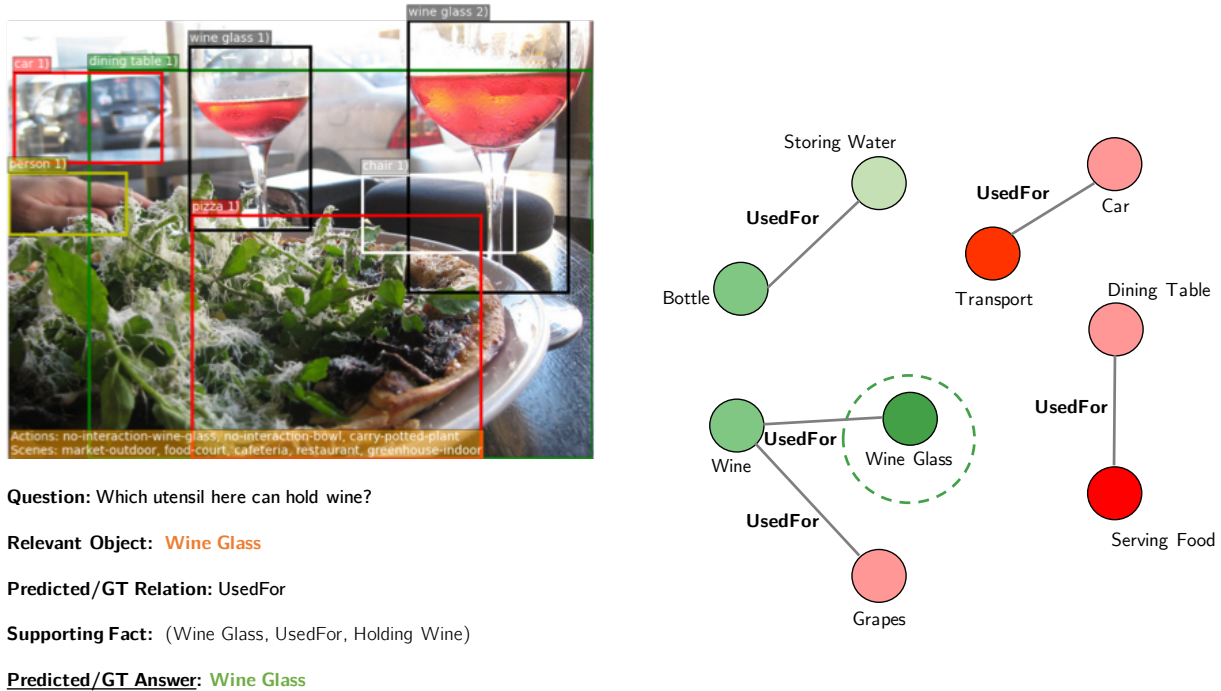 wine glass 2)
wine glass 1)
car 1)
dining table 1)
person 1)
chair 1)
pizza 1)
Actions: no-interaction-wine-glass, no-interaction-bowl, carry-potted-plant
Scenes: market-outdoor, food-court, cafeteria, restaurant, greenhouse-indoor
Question: Which utensil here can hold wine?
Relevant Object: Wine Glass
Predicted/GT Relation: UsedFor
Supporting Fact: (Wine Glass, UsedFor, Holding Wine)
Predicted/GT Answer: Wine Glass
Storing Water
UsedFor
Bottle
UsedFor
Car
Transport
Dining Table
UsedFor
Serving Food
Wine
UsedFor
Wine Glass
UsedFor
Grapes